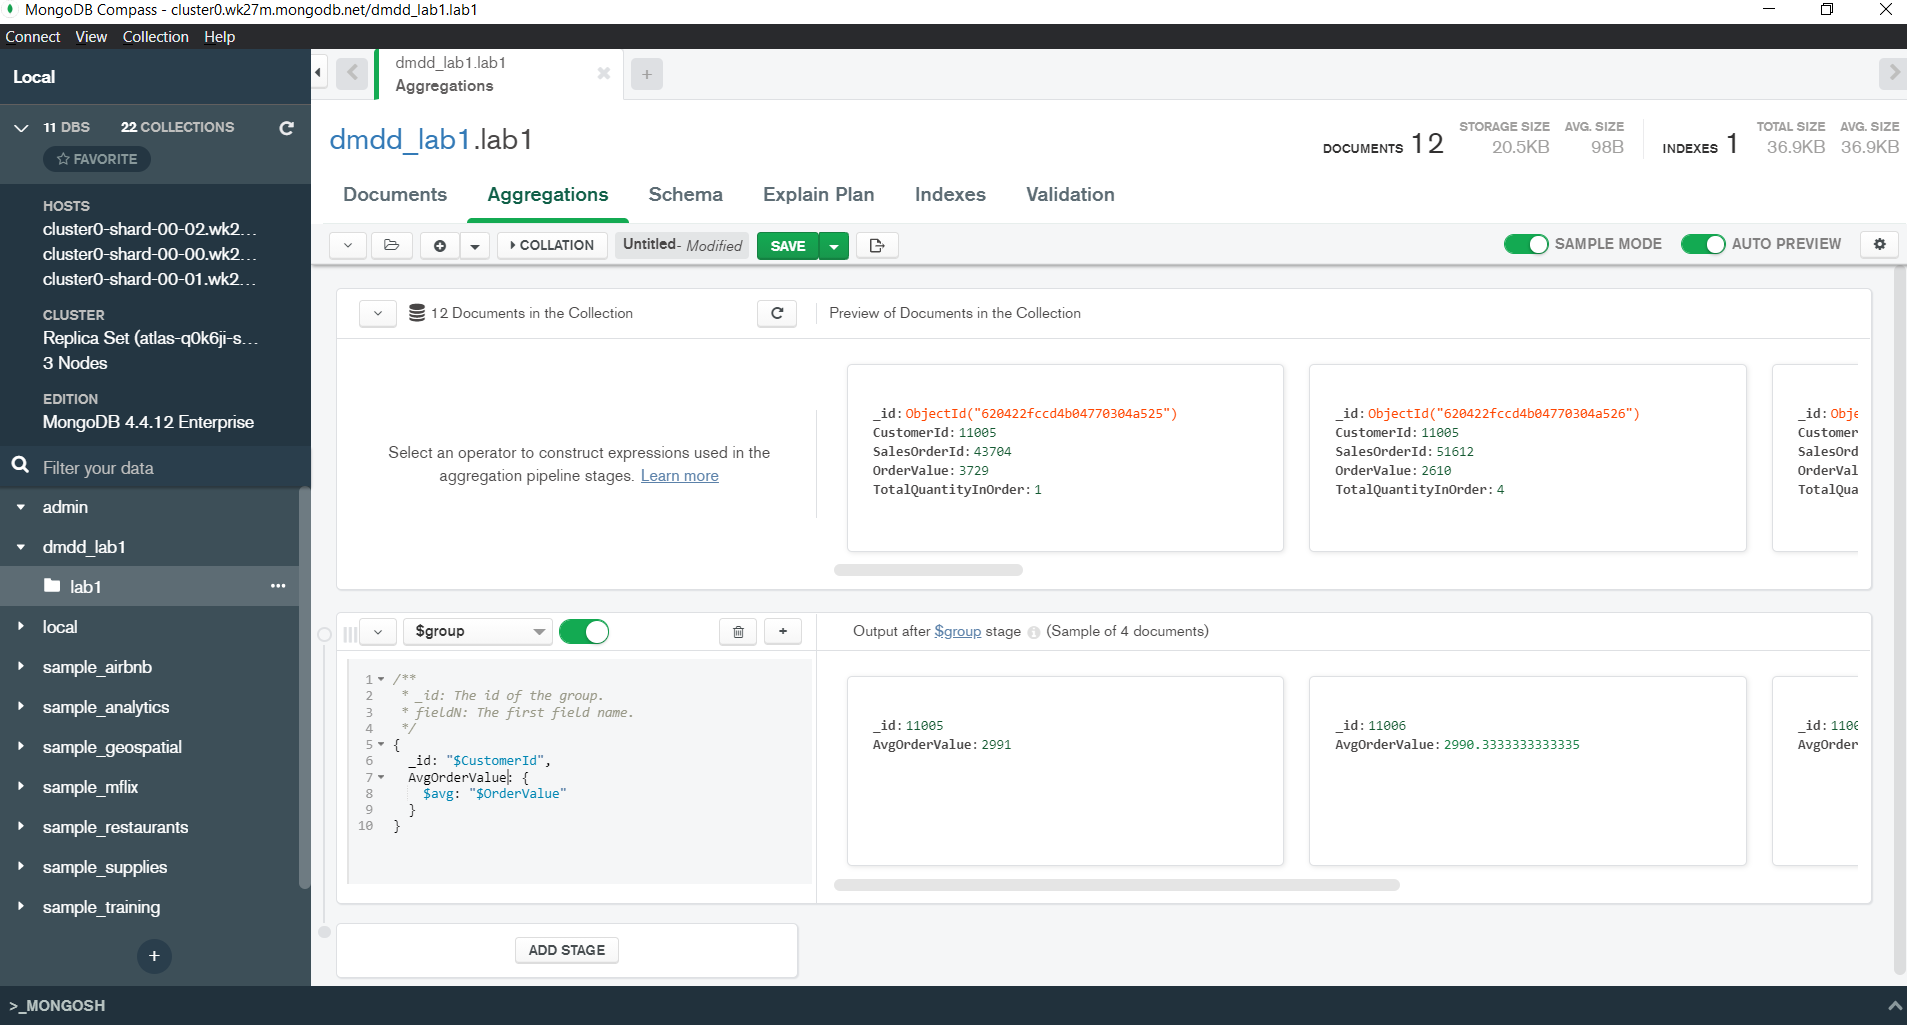 MongoDB Compass - cluster0.wk27m.mongodb.net/dmdd_lab1.lab1
Connect View Collection Help
Local
11 DBS 22 COLLECTIONS
FAVORITE
HOSTS
cluster0-shard-00-02.wk2...
cluster0-shard-00-00.wk2...
cluster0-shard-00-01.wk2...
CLUSTER
Replica Set (atlas-q0k6ji-s...
3 Nodes
EDITION
MongoDB 4.4.12 Enterprise
Filter your data
admin
dmdd_lab1
lab1
local
sample_airbnb
sample_analytics
sample_geospatial
sample_mflix
sample_restaurants
sample_supplies
sample_training
+
dmdd_lab1.lab1
Aggregations
+
dmdd_lab1.lab1
DOCUMENTS 12
STORAGE SIZE
20.5KB
AVG. SIZE
98B
INDEXES 1
TOTAL SIZE
36.9KB
AVG. SIZE
36.9KB
Documents Aggregations Schema Explain Plan Indexes Validation
COLLATION Untitled- Modified SAVE SAMPLE MODE AUTO PREVIEW
12 Documents in the Collection
Preview of Documents in the Collection
Select an operator to construct expressions used in the
aggregation pipeline stages. Learn more
_id: ObjectId("620422fccd4b04770304a525")
CustomerId: 11005
SalesOrderId: 43704
OrderValue: 3729
TotalQuantityInOrder: 1
_id: ObjectId("620422fccd4b04770304a526")
CustomerId: 11005
SalesOrderId: 51612
OrderValue: 2610
TotalQuantityInOrder: 4
_id: Obje
Customer
SalesOrd
OrderVal
TotalQua
$group
+
Output after $group stage (Sample of 4 documents)
1 /**
2 * _id: The id of the group.
3 * fieldN: The first field name.
4 */
5 {
6 _id: "$CustomerId",
7 AvgOrderValue: {
8 $avg: "$OrderValue"
9 }
10 }
_id: 11005
AvgOrderValue: 2991
_id: 11006
AvgOrderValue: 2990.3333333333335
_id: 1100
AvgOrder
ADD STAGE
>_MONGOSH